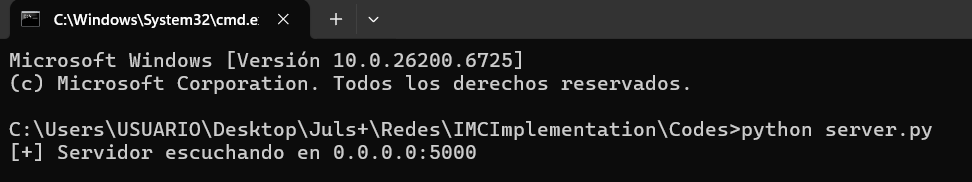 C:\Windows\System32\cmd.e
Microsoft Windows [Versión 10.0.26200.6725]
(c) Microsoft Corporation. Todos los derechos reservados.
C:\Users\USUARIO\Desktop\Juls+\Redes\IMCImplementation\Codes>python server.py
[+] Servidor escuchando en 0.0.0.0:5000